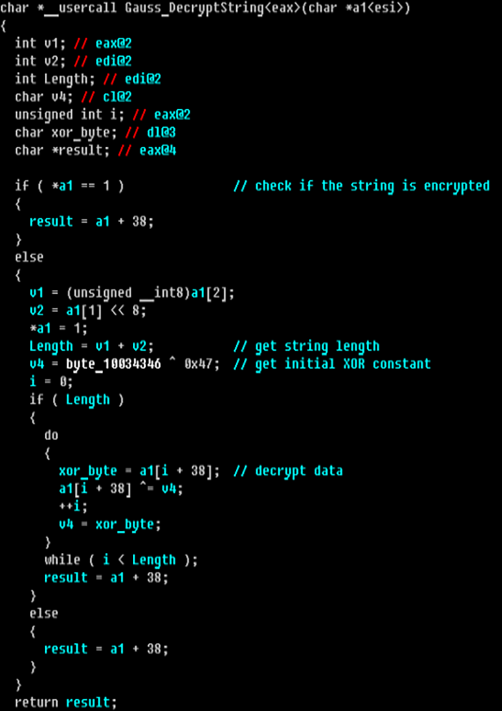 char *__usercall Gauss_DecryptString<eax>(char *a1<esi>)
{
  int v1; // eax@2
  int v2; // edi@2
  int Length; // edi@2
  char v4; // cl@2
  unsigned int i; // eax@2
  char xor_byte; // dl@3
  char *result; // eax@4

  if ( *a1 == 1 )               // check if the string is encrypted
  {
    result = a1 + 38;
  }
  else
  {
    v1 = (unsigned __int8)a1[2];
    v2 = a1[1] << 8;
    *a1 = 1;
    Length = v1 + v2;           // get string length
    v4 = byte_10034346 ^ 0x47;  // get initial XOR constant
    i = 0;
    if ( Length )
    {
      do
      {
        xor_byte = a1[i + 38];  // decrypt data
        a1[i + 38] ^= v4;
        ++i;
        v4 = xor_byte;
      }
      while ( i < Length );
      result = a1 + 38;
    }
    else
    {
      result = a1 + 38;
    }
  }
  return result;